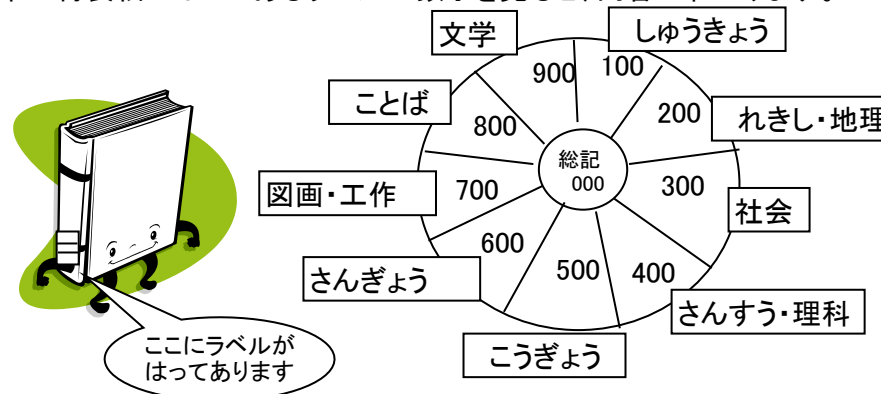 文学
しゅうきょう
900
100
ことば
800
200
れきし・地理
総記
000
図画・工作
700
300
社会
600
さんぎょう
500
400
さんすう・理科
こうぎょう
ここにラベルが
はってあります